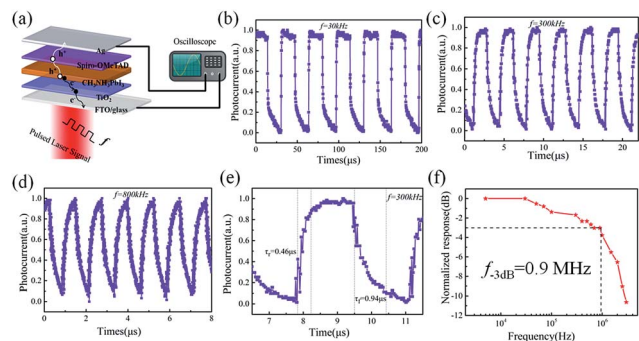 (a)
Oscilloscope
Ag
h⁺
Spiro-OMeTAD
h⁺
CH₃NH₃PbI₃
e⁻
TiO₂
e⁻
FTO/glass
Pulsed Laser Signal
f
(b)
f=30kHz
Photocurrent(a.u.)
1.0
0.8
0.6
0.4
0.2
0.0
0 50 100 150 200
Times(μs)
(c)
f=300kHz
Photocurrent(a.u.)
1.0
0.8
0.6
0.4
0.2
0.0
0 5 10 15 20
Time(μs)
(d)
f=800kHz
Photocurrent(a.u.)
1.0
0.8
0.6
0.4
0.2
0.0
0 2 4 6 8
Times(μs)
(e)
f=300kHz
Photocurrent(a.u.)
1.0
0.8
0.6
0.4
0.2
0.0
τr=0.46μs
τf=0.94μs
7 8 9 10 11
Time(μs)
(f)
Normalized response(dB)
2
0
-2
-4
-6
-8
-10
-12
f-3dB=0.9 MHz
10⁴ 10⁵ 10⁶
Frequency(Hz)